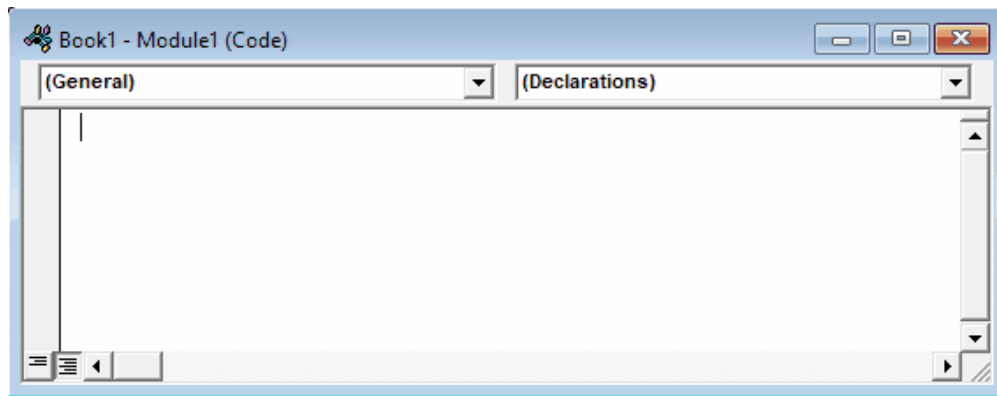 Book1 - Module1 (Code)
(General)
(Declarations)